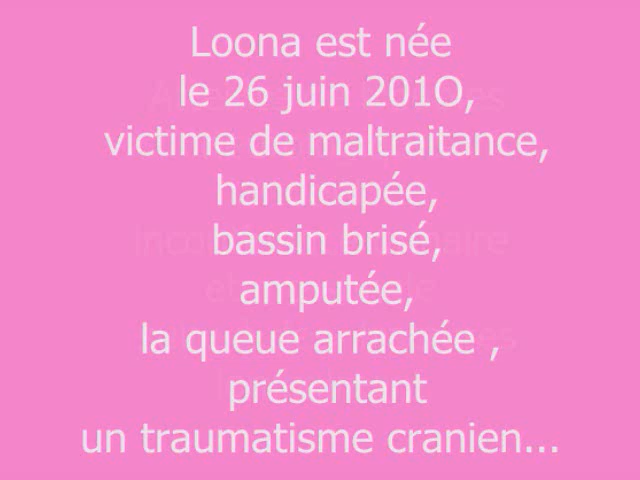 Loona est née
le 26 juin 201O,
victime de maltraitance,
handicapée,
bassin brisé,
amputée,
la queue arrachée ,
présentant
un traumatisme cranien...